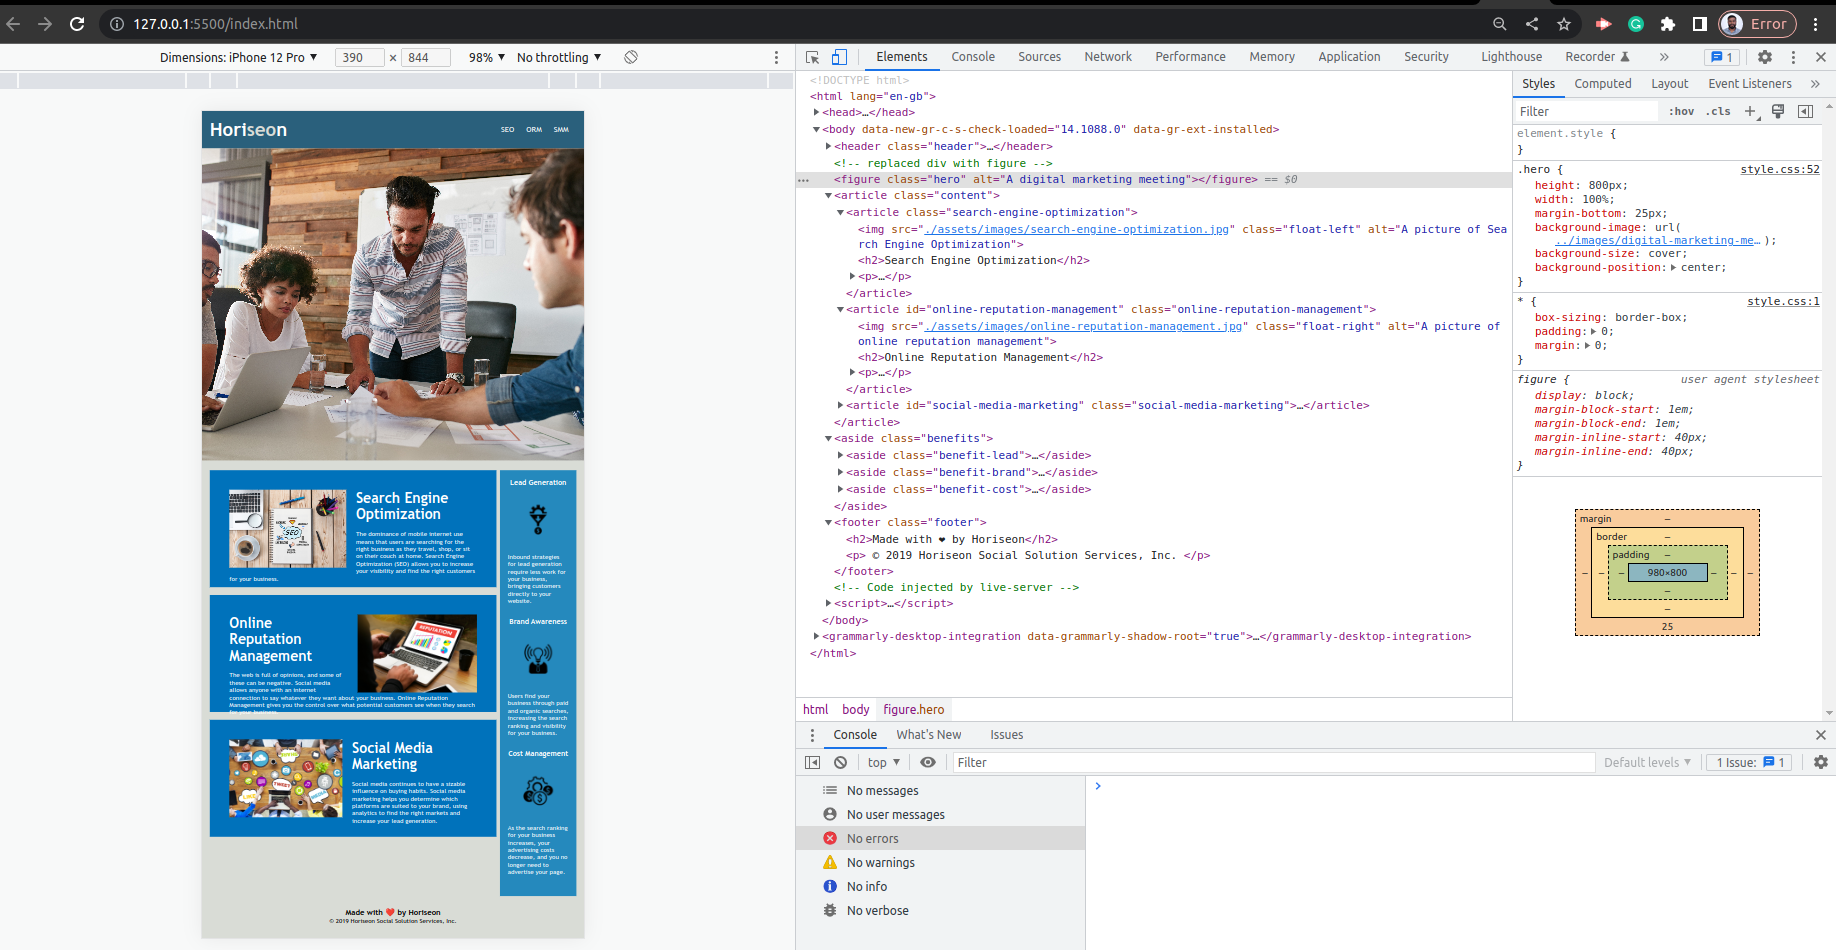 127.0.0.1:5500/index.html
Error
Dimensions: iPhone 12 Pro ▼ 390 × 844 98% ▼ No throttling ▼
Elements Console Sources Network Performance Memory Application Security Lighthouse Recorder » 1
Horiseon
SEO ORM SMM
Search Engine
Optimization
The dominance of mobile internet use
means that users are searching for the
right business as they travel, shop, or sit
on their couch at home. Search Engine
Optimization (SEO) allows you to increase
your visibility and find the right customers
for your business.
Online
Reputation
Management
The web is full of opinions, and some of
these can be negative. Social media
allows anyone with an internet
connection to say whatever they want about your business. Online Reputation
Management gives you the control over what potential customers see when they search
for your business.
Social Media
Marketing
Social media continues to have a sizable
influence on buying habits. Social media
marketing helps you determine which
platforms are suited to your brand, using
analytics to find the right markets and
increase your lead generation.
Lead Generation
Inbound strategies
for lead generation
require less work for
your business,
bringing customers
directly to your
website.
Brand Awareness
Users find your
business through paid
and organic searches,
increasing the search
ranking and visibility
for your business.
Cost Management
As the search ranking
for your business
increases, your
advertising costs
decrease, and you no
longer need to
advertise your page.
Made with ❤️ by Horiseon
© 2019 Horiseon Social Solution Services, Inc.
SEO
REPUTATION
TWEET
<!DOCTYPE html>
<html lang="en-gb">
▶<head>…</head>
▼<body data-new-gr-c-s-check-loaded="14.1088.0" data-gr-ext-installed>
▶<header class="header">…</header>
<!-- replaced div with figure -->
<figure class="hero" alt="A digital marketing meeting"></figure> == $0
▼<article class="content">
▼<article class="search-engine-optimization">
<img src="./assets/images/search-engine-optimization.jpg" class="float-left" alt="A picture of Sea
rch Engine Optimization">
<h2>Search Engine Optimization</h2>
▶<p>…</p>
</article>
▼<article id="online-reputation-management" class="online-reputation-management">
<img src="./assets/images/online-reputation-management.jpg" class="float-right" alt="A picture of
online reputation management">
<h2>Online Reputation Management</h2>
▶<p>…</p>
</article>
▶<article id="social-media-marketing" class="social-media-marketing">…</article>
</article>
▼<aside class="benefits">
▶<aside class="benefit-lead">…</aside>
▶<aside class="benefit-brand">…</aside>
▶<aside class="benefit-cost">…</aside>
</aside>
▼<footer class="footer">
<h2>Made with ❤ by Horiseon</h2>
<p> © 2019 Horiseon Social Solution Services, Inc. </p>
</footer>
<!-- Code injected by live-server -->
▶<script>…</script>
</body>
▶<grammarly-desktop-integration data-grammarly-shadow-root="true">…</grammarly-desktop-integration>
</html>
html body figure.hero
Styles Computed Layout Event Listeners »
Filter :hov .cls +
element.style {
}
.hero { style.css:52
height: 800px;
width: 100%;
margin-bottom: 25px;
background-image: url(
../images/digital-marketing-me… );
background-size: cover;
background-position:▶ center;
}
* { style.css:1
box-sizing: border-box;
padding:▶ 0;
margin:▶ 0;
}
figure { user agent stylesheet
display: block;
margin-block-start: 1em;
margin-block-end: 1em;
margin-inline-start: 40px;
margin-inline-end: 40px;
}
margin –
border –
padding –
– – – 980×800 – – –
–
–
25
Console What's New Issues
top ▼ Filter Default levels ▼ 1 Issue: 1
No messages
No user messages
No errors
No warnings
No info
No verbose